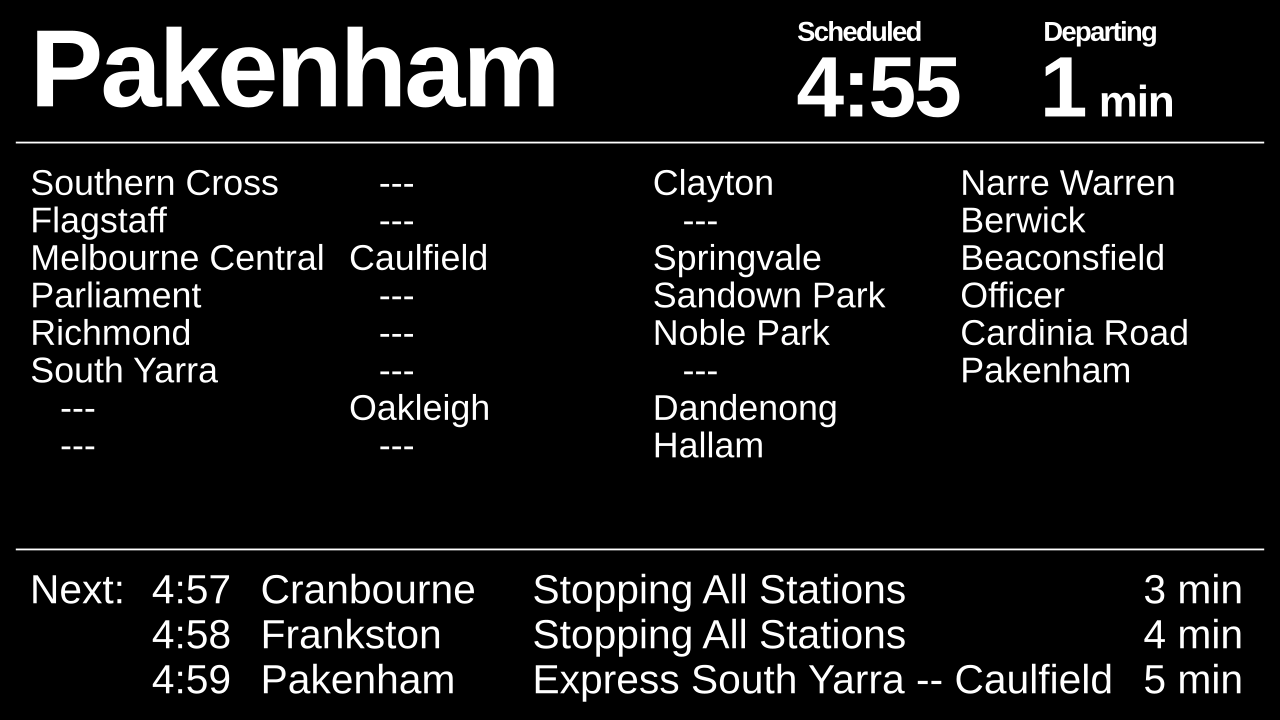 Pakenham
Scheduled
4:55
Departing
1 min
Southern Cross
Flagstaff
Melbourne Central
Parliament
Richmond
South Yarra
---
---
---
---
Caulfield
---
---
---
Oakleigh
---
Clayton
---
Springvale
Sandown Park
Noble Park
---
Dandenong
Hallam
Narre Warren
Berwick
Beaconsfield
Officer
Cardinia Road
Pakenham
Next: 4:57 Cranbourne Stopping All Stations 3 min
4:58 Frankston Stopping All Stations 4 min
4:59 Pakenham Express South Yarra -- Caulfield 5 min